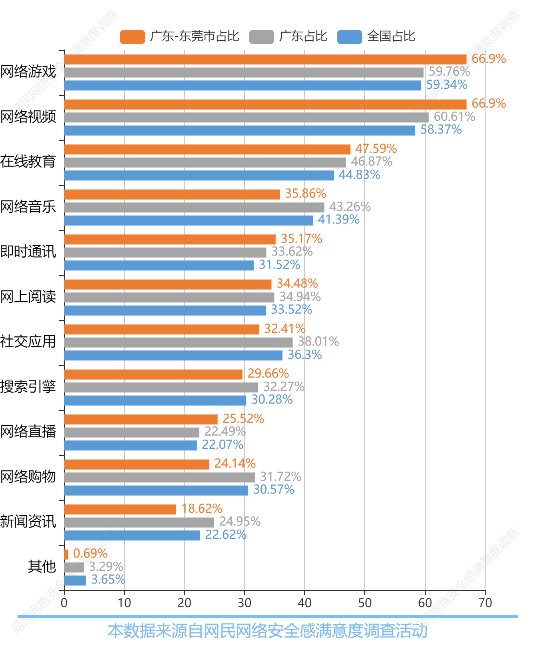 广东-东莞市占比 广东占比 全国占比
网络游戏 66.9% 59.76% 59.34%
网络视频 66.9% 60.61% 58.37%
在线教育 47.59% 46.87% 44.83%
网络音乐 35.86% 43.26% 41.39%
即时通讯 35.17% 33.62% 31.52%
网上阅读 34.48% 34.94% 33.52%
社交应用 32.41% 38.01% 36.3%
搜索引擎 29.66% 32.27% 30.28%
网络直播 25.52% 22.49% 22.07%
网络购物 24.14% 31.72% 30.57%
新闻资讯 18.62% 24.95% 22.62%
其他 0.69% 3.29% 3.65%
0 10 20 30 40 50 60 70
本数据来源自网民网络安全感满意度调查活动